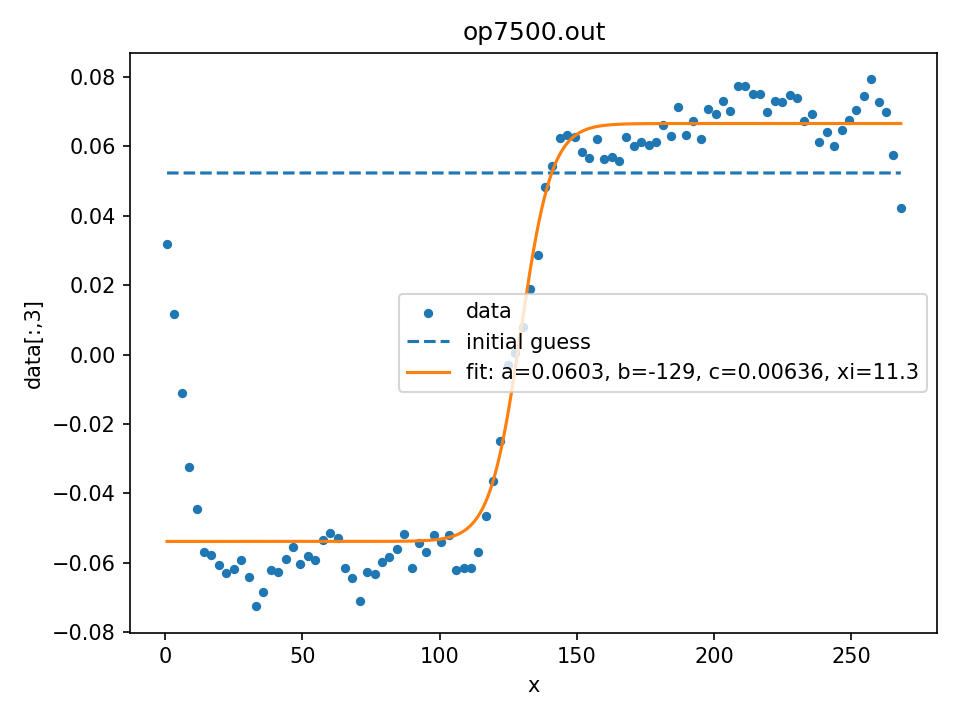 op7500.out
0.08
0.06
0.04
0.02
0.00
−0.02
−0.04
−0.06
−0.08
data[:,3]
data
initial guess
fit: a=0.0603, b=-129, c=0.00636, xi=11.3
0 50 100 150 200 250
x